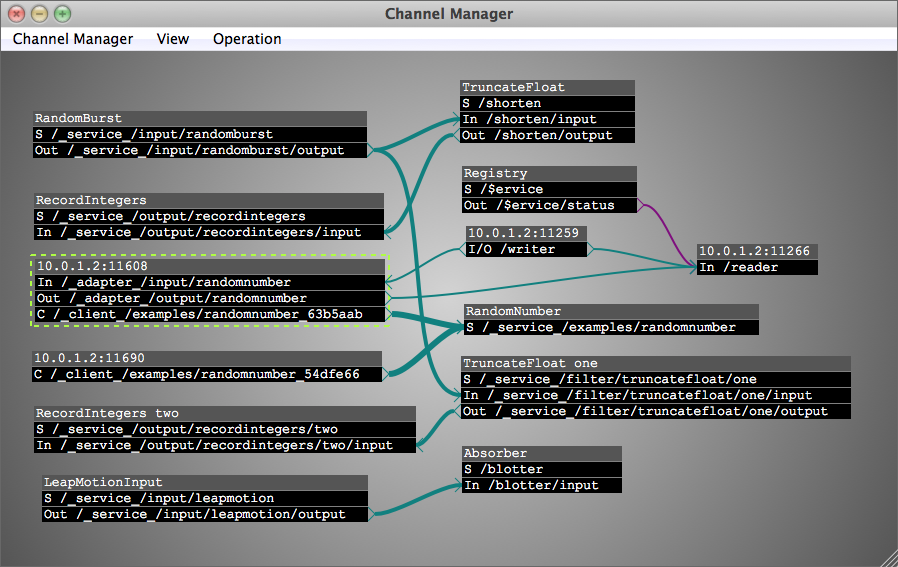 Channel Manager
Channel Manager View Operation
RandomBurst
S /_service_/input/randomburst
Out /_service_/input/randomburst/output
RecordIntegers
S /_service_/output/recordintegers
In /_service_/output/recordintegers/input
10.0.1.2:11608
In /_adapter_/input/randomnumber
Out /_adapter_/output/randomnumber
C /_client_/examples/randomnumber_63b5aab
10.0.1.2:11690
C /_client_/examples/randomnumber_54dfe66
RecordIntegers two
S /_service_/output/recordintegers/two
In /_service_/output/recordintegers/two/input
LeapMotionInput
S /_service_/input/leapmotion
Out /_service_/input/leapmotion/output
TruncateFloat
S /shorten
In /shorten/input
Out /shorten/output
Registry
S /$ervice
Out /$ervice/status
10.0.1.2:11259
I/O /writer
10.0.1.2:11266
In /reader
RandomNumber
S /_service_/examples/randomnumber
TruncateFloat one
S /_service_/filter/truncatefloat/one
In /_service_/filter/truncatefloat/one/input
Out /_service_/filter/truncatefloat/one/output
Absorber
S /blotter
In /blotter/input